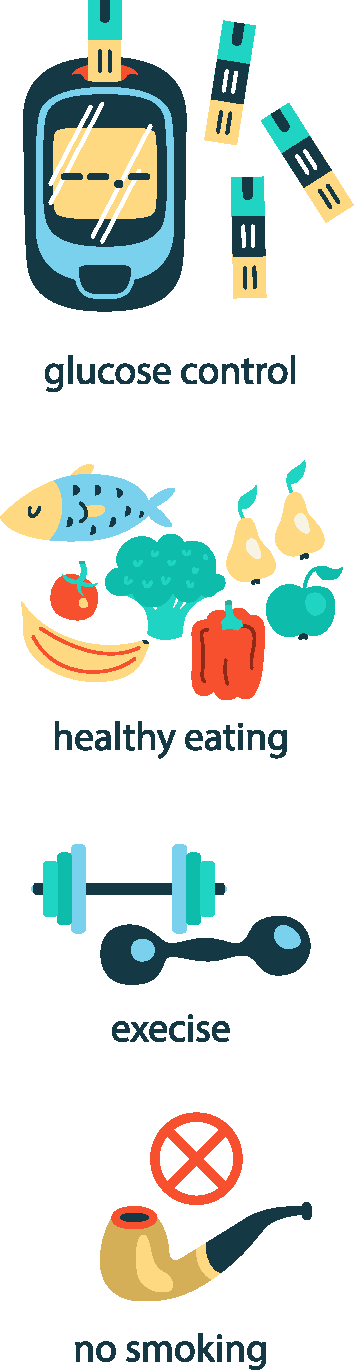 glucose control
healthy eating
execise
no smoking